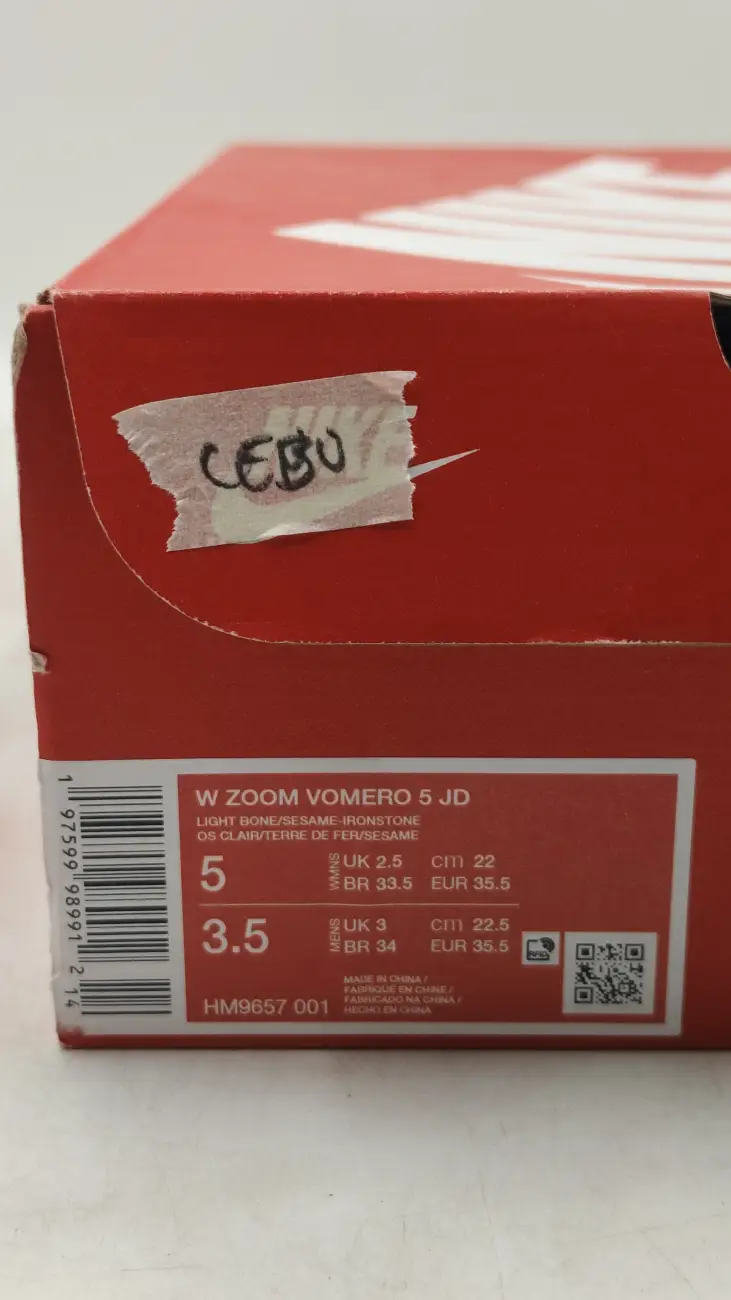 NIKE
CEBU
W ZOOM VOMERO 5 JD
LIGHT BONE/SESAME-IRONSTONE
OS CLAIR/TERRE DE FER/SESAME
5 WMNS UK 2.5 cm 22
BR 33.5 EUR 35.5
3.5 MENS UK 3 cm 22.5
BR 34 EUR 35.5
RFID
HM9657 001
MADE IN CHINA /
FABRIQUÉ EN CHINE /
FABRICADO NA CHINA /
HECHO EN CHINA
1 97599 98991 2 14